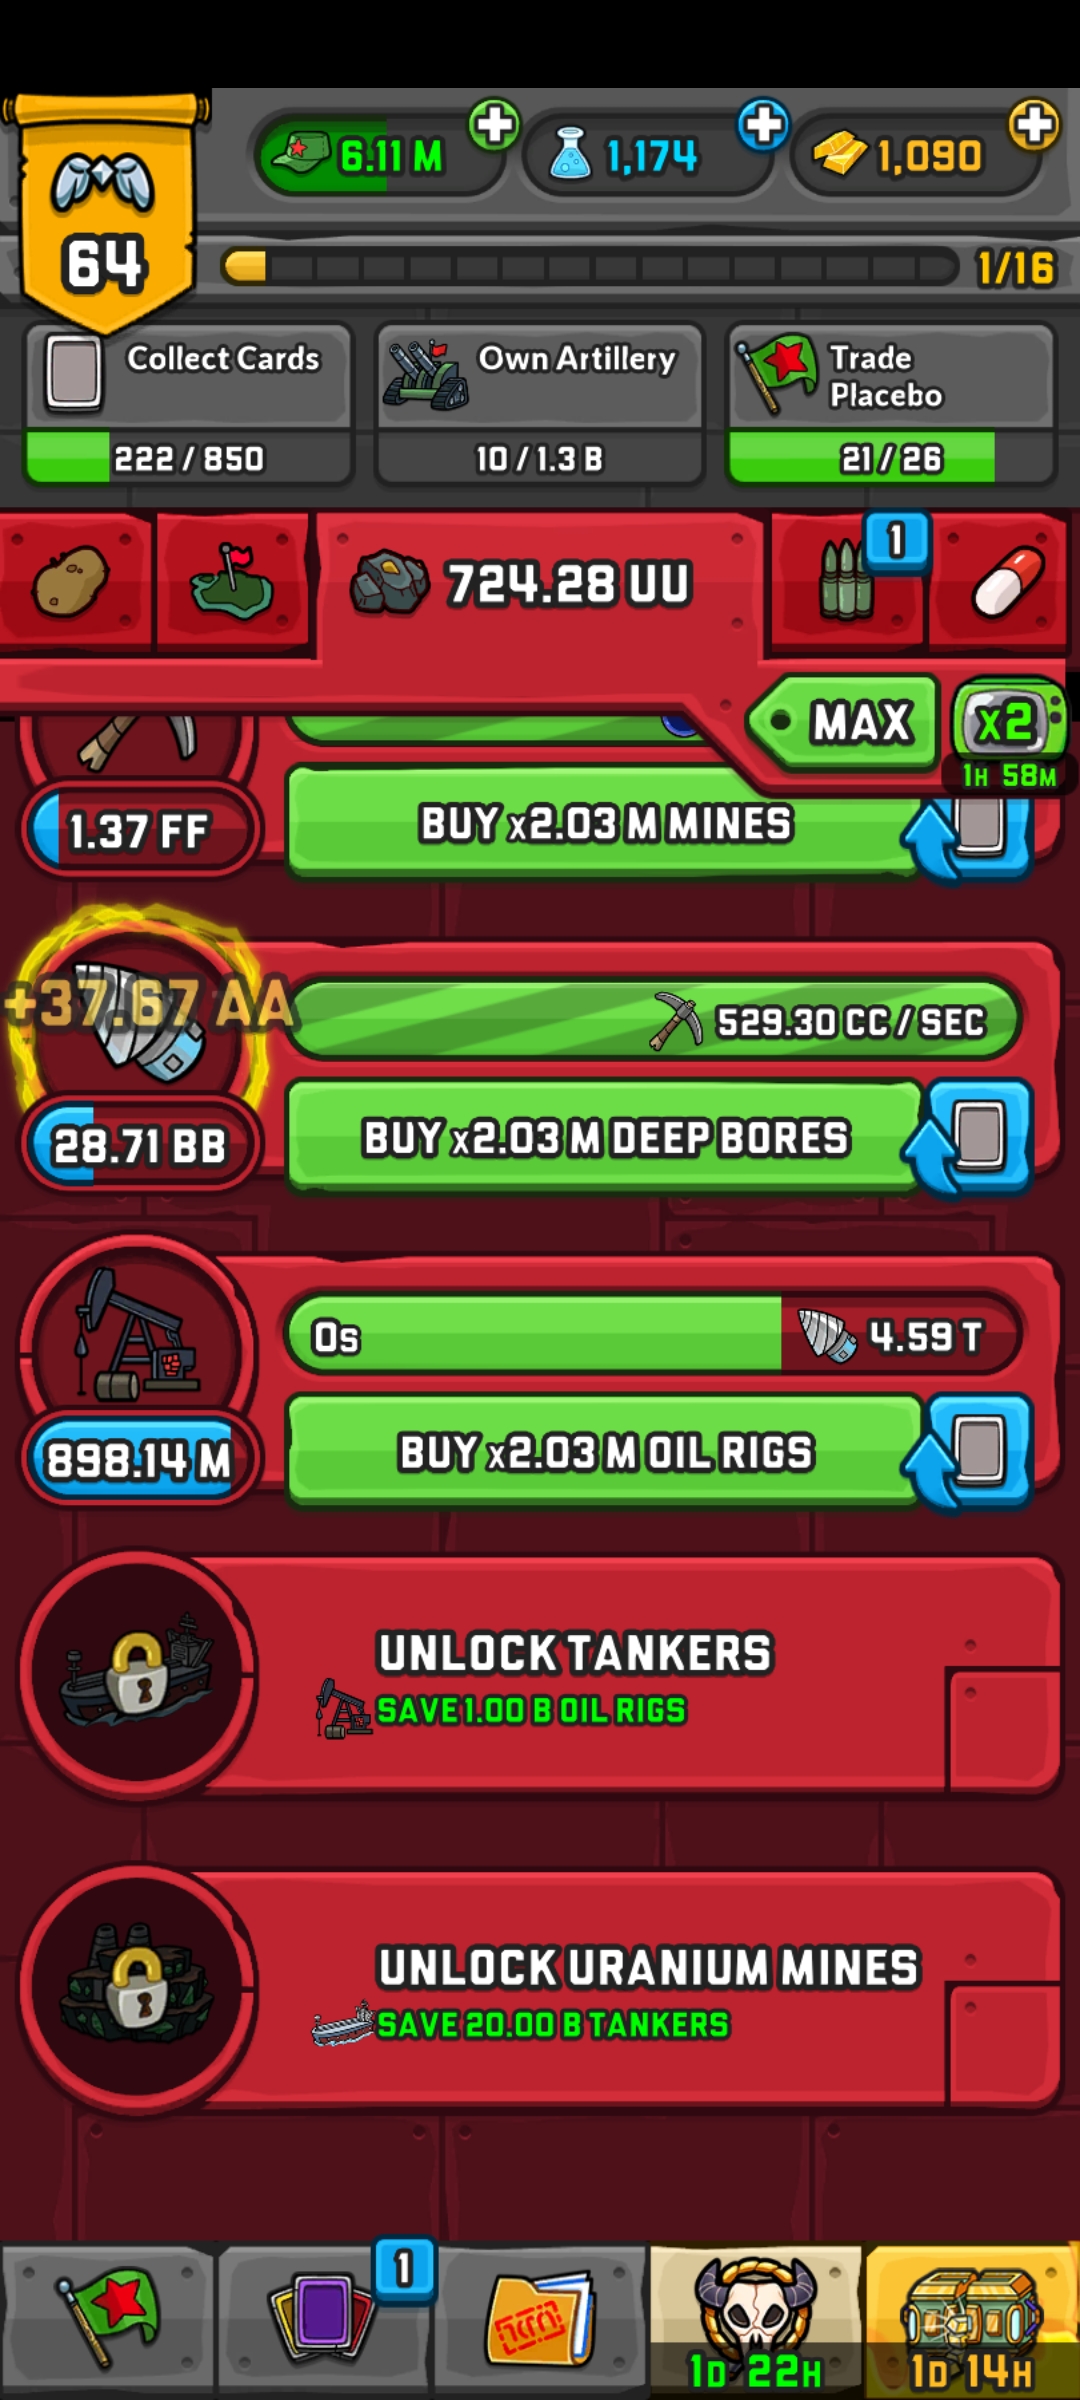 6.11 M
1,174
1,090
64
1/16
Collect Cards
222 / 850
Own Artillery
10 / 1.3 B
Trade
Placebo
21 / 26
724.28 UU
1
MAX
x2
1H 58M
1.37 FF
BUY x2.03 M MINES
+37.67 AA
529.30 CC / SEC
28.71 BB
BUY x2.03 M DEEP BORES
0s
4.59 T
898.14 M
BUY x2.03 M OIL RIGS
UNLOCK TANKERS
SAVE 1.00 B OIL RIGS
UNLOCK URANIUM MINES
SAVE 20.00 B TANKERS
1
1D 22H
1D 14H